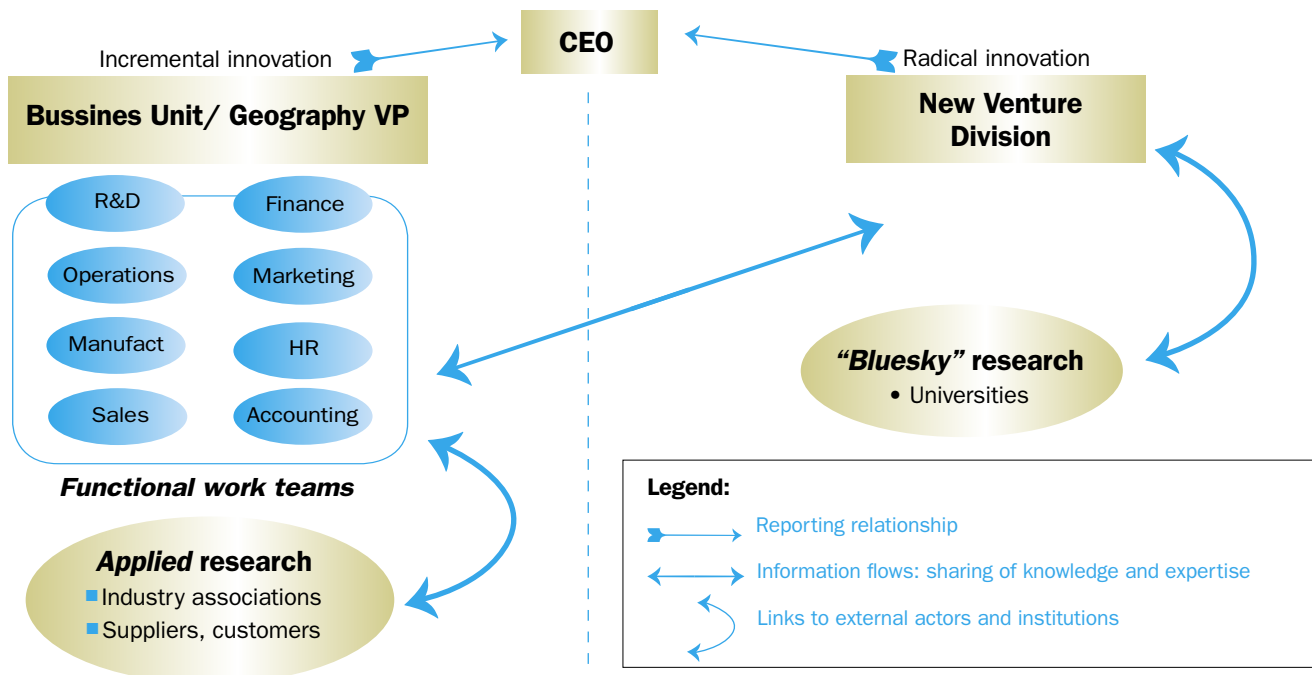 CEO
Incremental innovation
Bussines Unit/ Geography VP
R&D
Finance
Operations
Marketing
Manufact
HR
Sales
Accounting
Functional work teams
Applied research
Industry associations
Suppliers, customers
Radical innovation
New Venture
Division
“Bluesky” research
• Universities
Legend:
Reporting relationship
Information flows: sharing of knowledge and expertise
Links to external actors and institutions